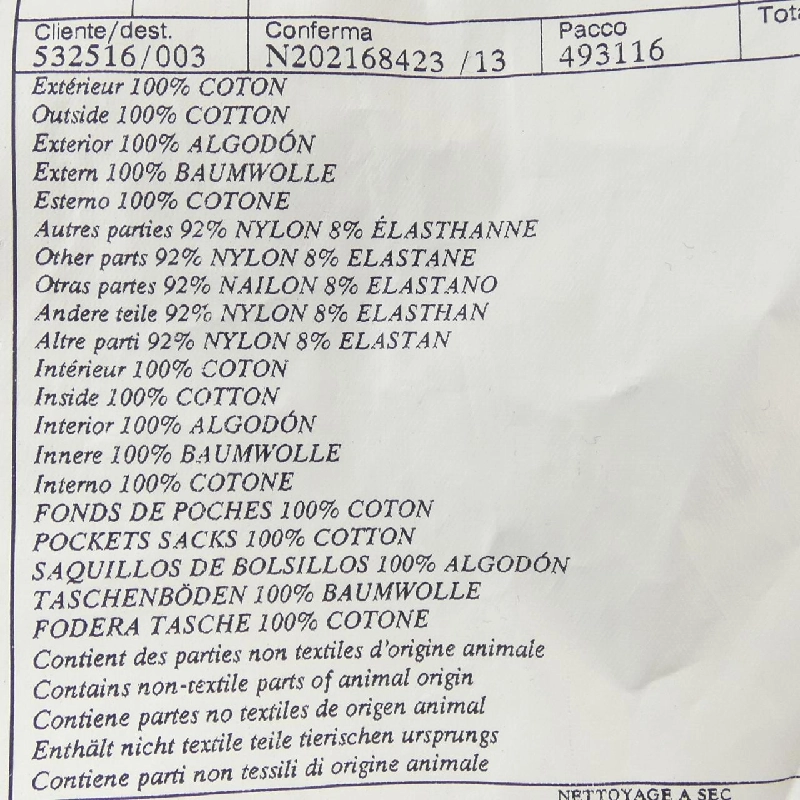 Cliente/dest. Conferma Pacco
532516/003 N202168423 /13 493116
Extérieur 100% COTON
Outside 100% COTTON
Exterior 100% ALGODÓN
Extern 100% BAUMWOLLE
Esterno 100% COTONE
Autres parties 92% NYLON 8% ÉLASTHANNE
Other parts 92% NYLON 8% ELASTANE
Otras partes 92% NAILON 8% ELASTANO
Andere teile 92% NYLON 8% ELASTHAN
Altre parti 92% NYLON 8% ELASTAN
Intérieur 100% COTON
Inside 100% COTTON
Interior 100% ALGODÓN
Innere 100% BAUMWOLLE
Interno 100% COTONE
FONDS DE POCHES 100% COTON
POCKETS SACKS 100% COTTON
SAQUILLOS DE BOLSILLOS 100% ALGODÓN
TASCHENBÖDEN 100% BAUMWOLLE
FODERA TASCHE 100% COTONE
Contient des parties non textiles d'origine animale
Contains non-textile parts of animal origin
Contiene partes no textiles de origen animal
Enthält nicht textile teile tierischen ursprungs
Contiene parti non tessili di origine animale
NETTOYAGE A SEC